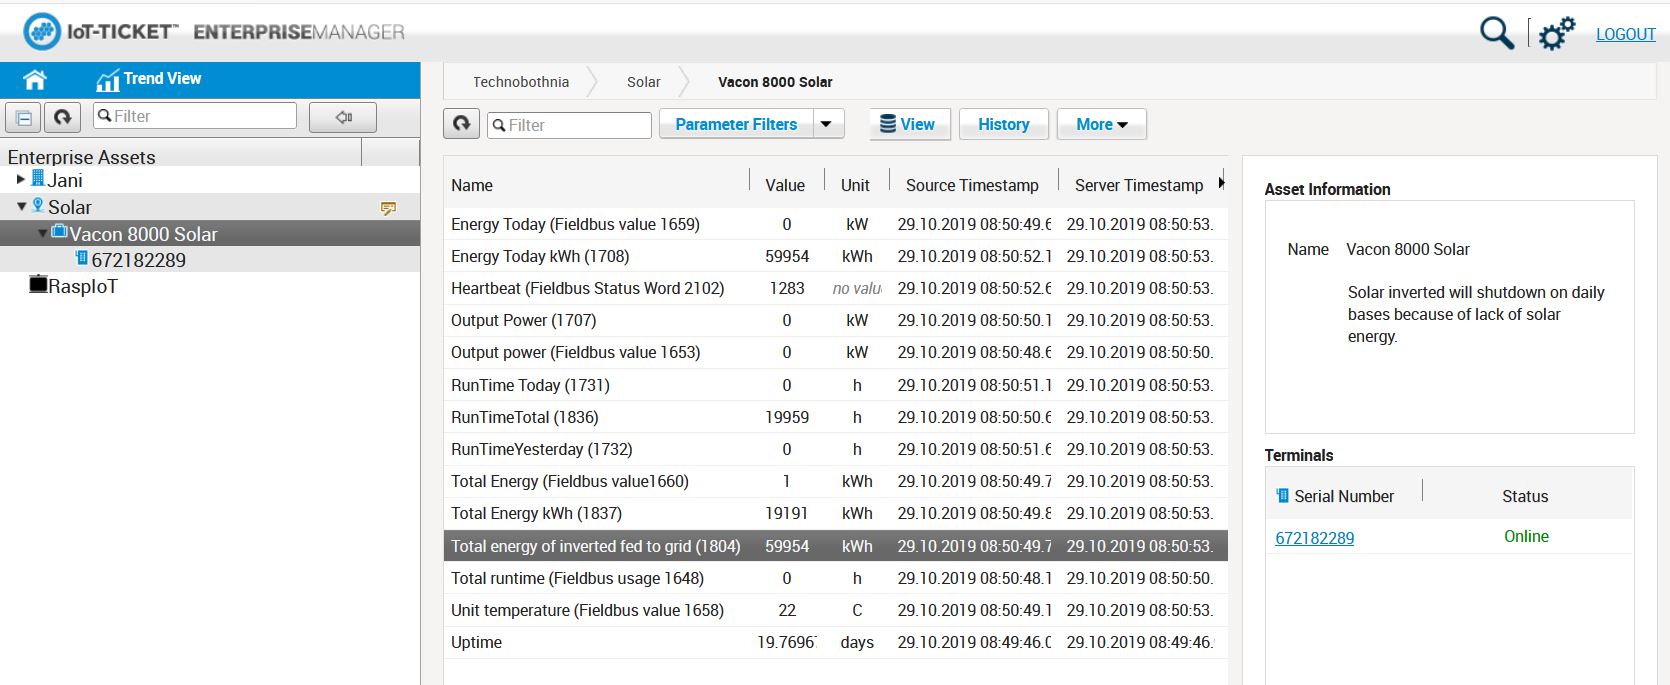 IoT-TICKET™ ENTERPRISEMANAGER
LOGOUT
Trend View
Filter
Enterprise Assets
Jani
Solar
Vacon 8000 Solar
672182289
RaspIoT
Technobothnia Solar Vacon 8000 Solar
Filter Parameter Filters View History More
Name Value Unit Source Timestamp Server Timestamp
Energy Today (Fieldbus value 1659) 0 kW 29.10.2019 08:50:49.6 29.10.2019 08:50:53.
Energy Today kWh (1708) 59954 kWh 29.10.2019 08:50:52.1 29.10.2019 08:50:53.
Heartbeat (Fieldbus Status Word 2102) 1283 no valu 29.10.2019 08:50:52.6 29.10.2019 08:50:53.
Output Power (1707) 0 kW 29.10.2019 08:50:50.1 29.10.2019 08:50:53.
Output power (Fieldbus value 1653) 0 kW 29.10.2019 08:50:48.6 29.10.2019 08:50:50.
RunTime Today (1731) 0 h 29.10.2019 08:50:51.1 29.10.2019 08:50:53.
RunTimeTotal (1836) 19959 h 29.10.2019 08:50:50.6 29.10.2019 08:50:53.
RunTimeYesterday (1732) 0 h 29.10.2019 08:50:51.6 29.10.2019 08:50:53.
Total Energy (Fieldbus value1660) 1 kWh 29.10.2019 08:50:49.7 29.10.2019 08:50:53.
Total Energy kWh (1837) 19191 kWh 29.10.2019 08:50:49.8 29.10.2019 08:50:53.
Total energy of inverted fed to grid (1804) 59954 kWh 29.10.2019 08:50:49.7 29.10.2019 08:50:53.
Total runtime (Fieldbus usage 1648) 0 h 29.10.2019 08:50:48.1 29.10.2019 08:50:50.
Unit temperature (Fieldbus value 1658) 22 C 29.10.2019 08:50:49.1 29.10.2019 08:50:53.
Uptime 19.7696 days 29.10.2019 08:49:46.0 29.10.2019 08:49:46.
Asset Information
Name Vacon 8000 Solar
Solar inverted will shutdown on daily
bases because of lack of solar
energy.
Terminals
Serial Number Status
672182289 Online